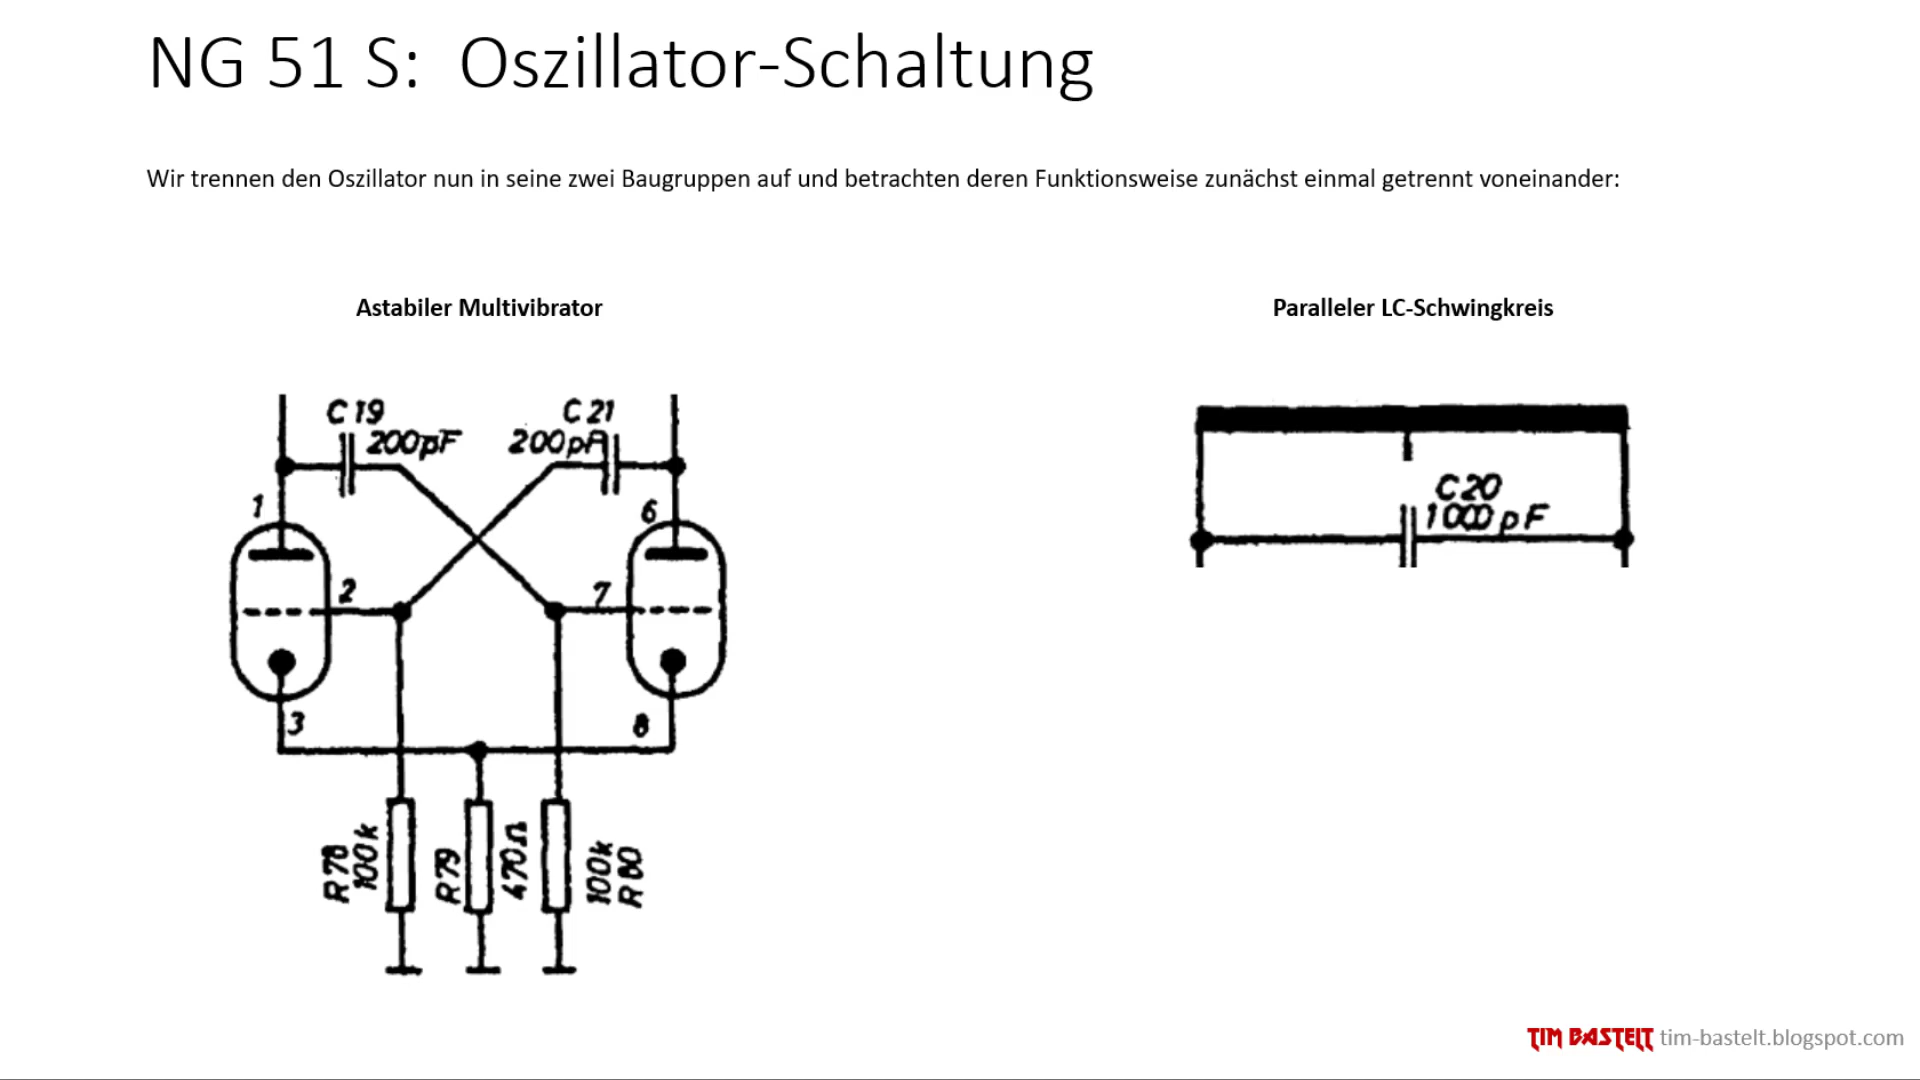 NG 51 S: Oszillator-Schaltung
Wir trennen den Oszillator nun in seine zwei Baugruppen auf und betrachten deren Funktionsweise zunächst einmal getrennt voneinander:
Astabiler Multivibrator
C 19
200pF
C 21
200pF
1
6
2
7
3
8
R78
100k
R79
470Ω
100k
R80
Paralleler LC-Schwingkreis
C20
1000pF
TIM BASTELT tim-bastelt.blogspot.com